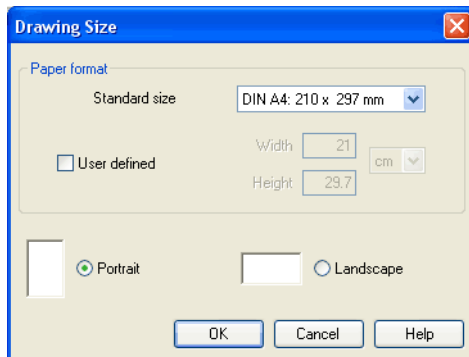 Drawing Size
Paper format
Standard size DIN A4: 210 x 297 mm
Width 21
User defined cm
Height 29.7
Portrait Landscape
OK Cancel Help